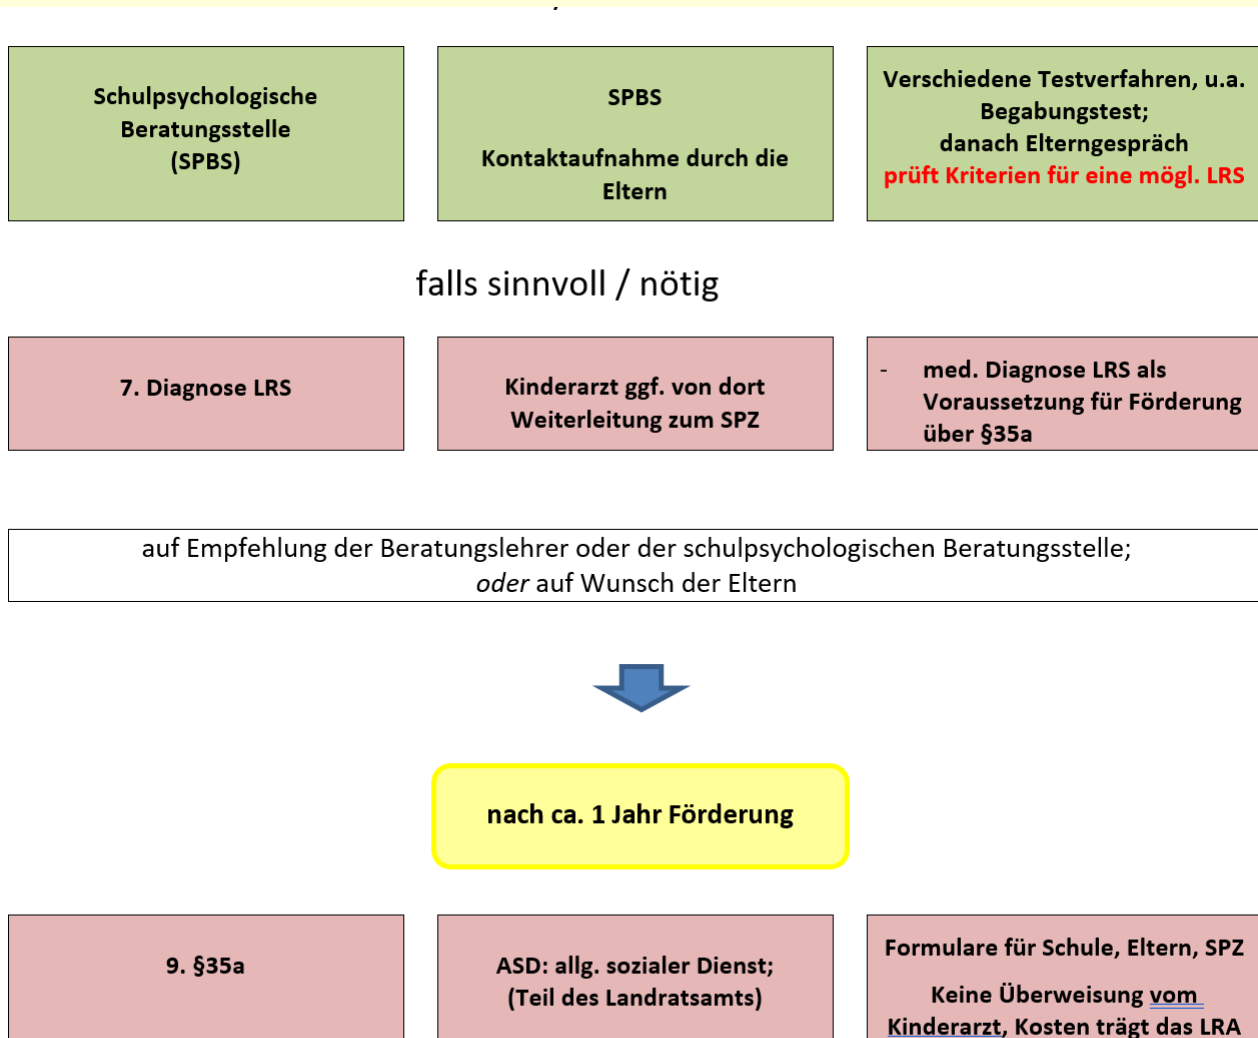 Schulpsychologische
Beratungsstelle
(SPBS)
SPBS
Kontaktaufnahme durch die
Eltern
Verschiedene Testverfahren, u.a.
Begabungstest;
danach Elterngespräch
prüft Kriterien für eine mögl. LRS
falls sinnvoll / nötig
7. Diagnose LRS
Kinderarzt ggf. von dort
Weiterleitung zum SPZ
- med. Diagnose LRS als
Voraussetzung für Förderung
über §35a
auf Empfehlung der Beratungslehrer oder der schulpsychologischen Beratungsstelle;
oder auf Wunsch der Eltern
nach ca. 1 Jahr Förderung
9. §35a
ASD: allg. sozialer Dienst;
(Teil des Landratsamts)
Formulare für Schule, Eltern, SPZ
Keine Überweisung vom
Kinderarzt, Kosten trägt das LRA